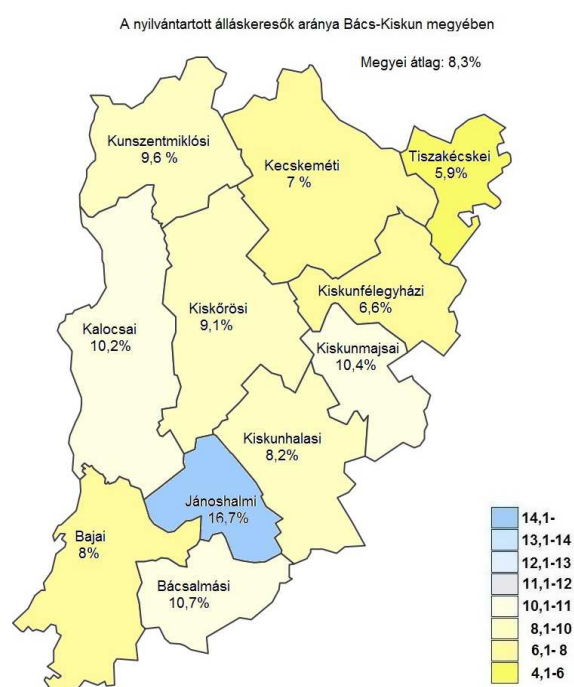 A nyilvántartott álláskeresők aránya Bács-Kiskun megyében
Megyei átlag: 8,3%
Kunszentmiklósi
9,6 %
Kecskeméti
7 %
Tiszakécskei
5,9%
Kiskunfélegyházi
6,6%
Kiskőrösi
9,1%
Kalocsai
10,2%
Kiskunmajsai
10,4%
Kiskunhalasi
8,2%
Jánoshalmi
16,7%
Bajai
8%
Bácsalmási
10,7%
14,1-
13,1-14
12,1-13
11,1-12
10,1-11
8,1-10
6,1- 8
4,1-6